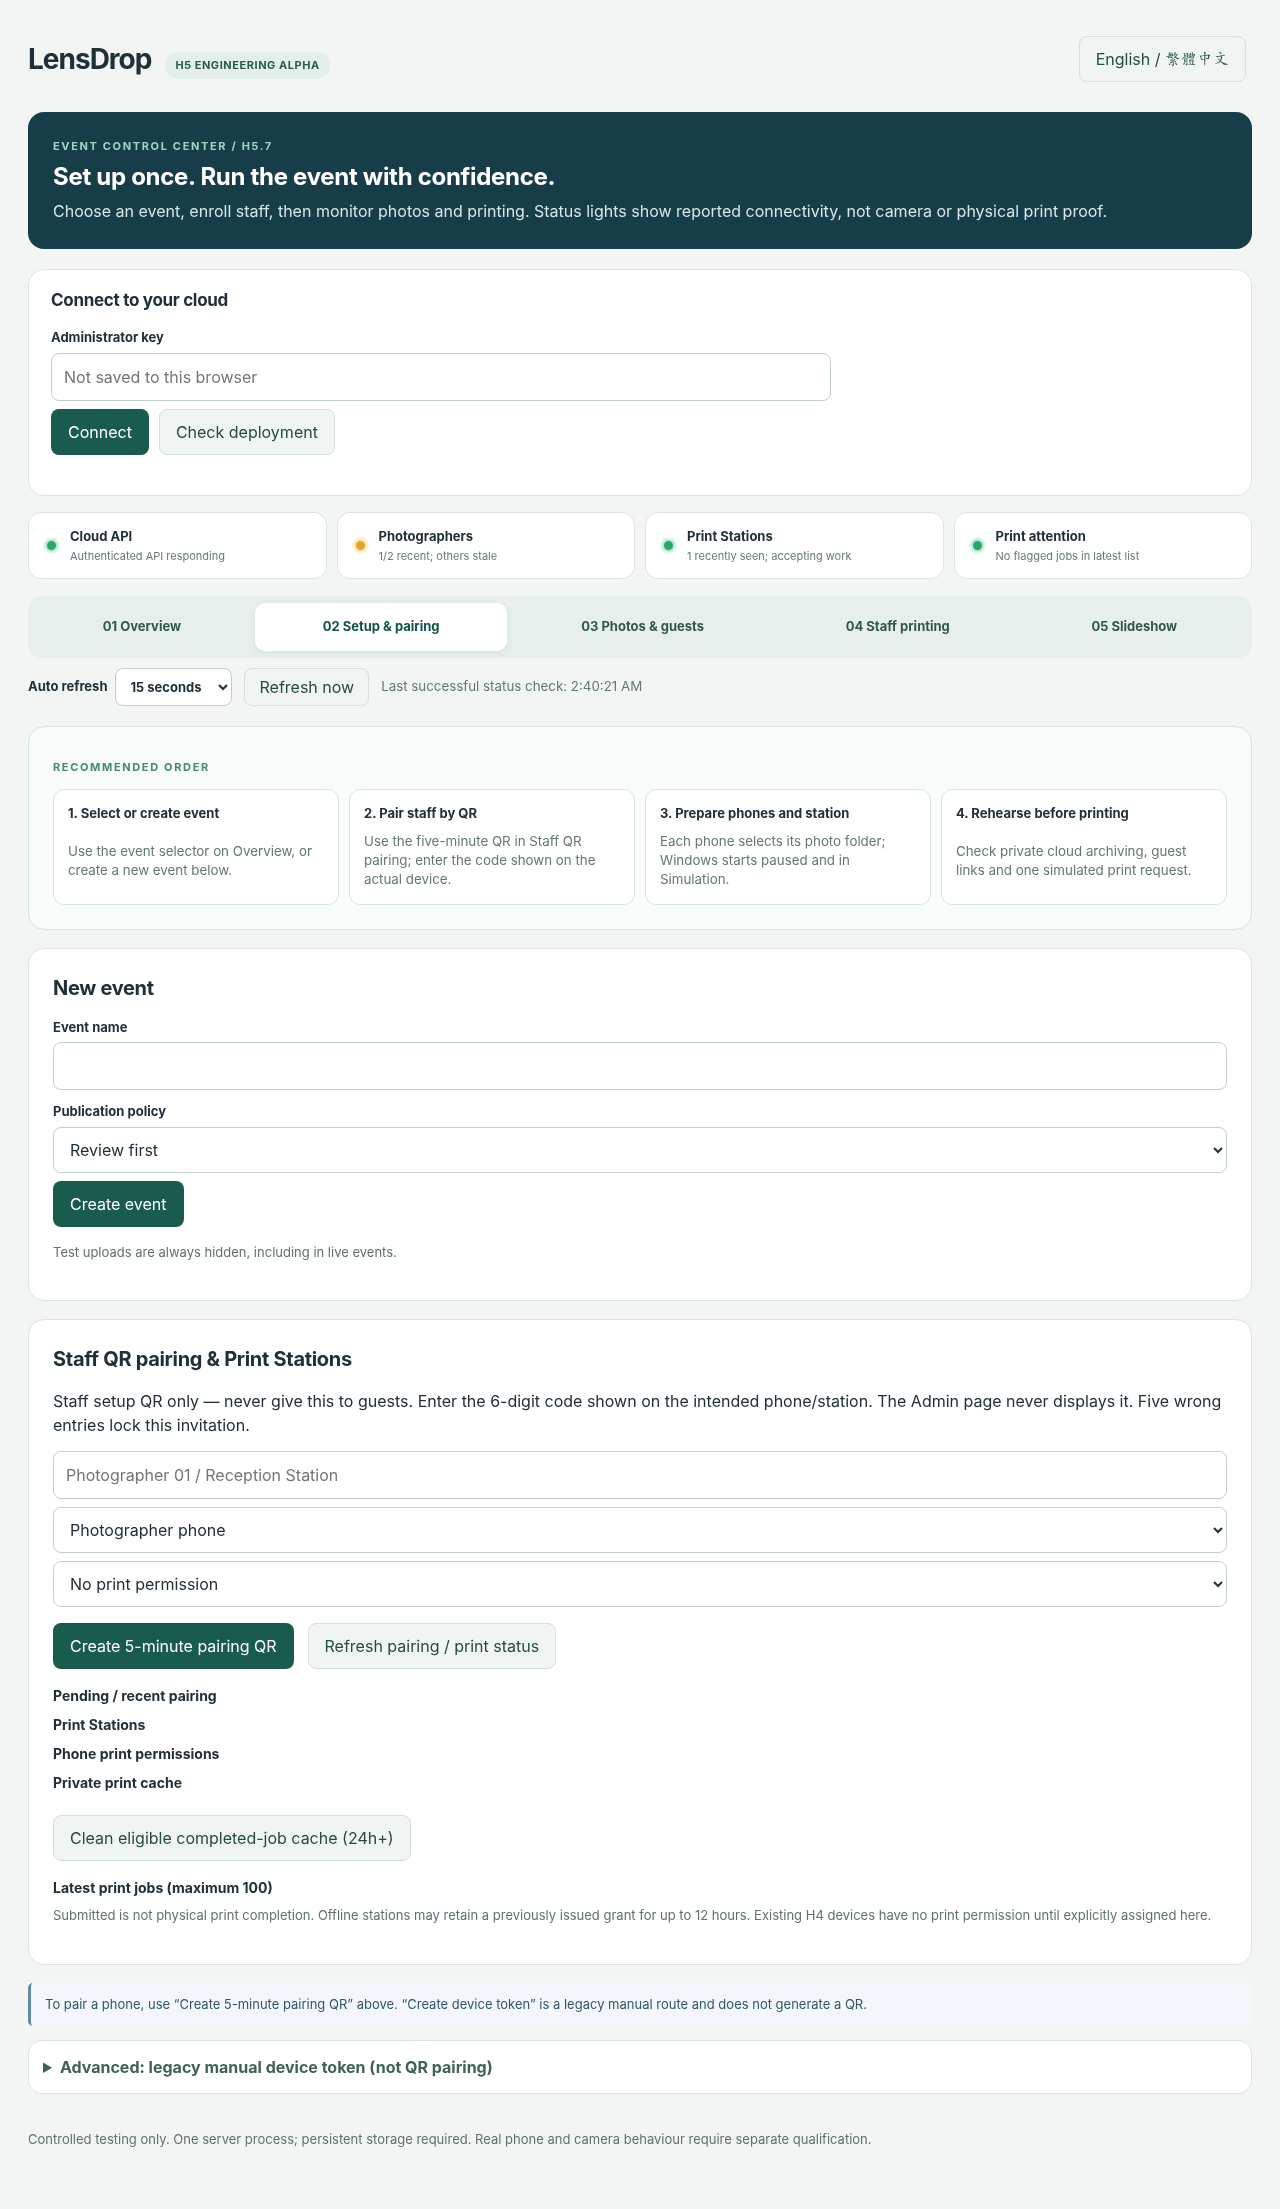 LensDrop
H5 ENGINEERING ALPHA
English / 繁體中文
EVENT CONTROL CENTER / H5.7
Set up once. Run the event with confidence.
Choose an event, enroll staff, then monitor photos and printing. Status lights show reported connectivity, not camera or physical print proof.
Connect to your cloud
Administrator key
Not saved to this browser
Connect
Check deployment
Cloud API
Authenticated API responding
Photographers
1/2 recent; others stale
Print Stations
1 recently seen; accepting work
Print attention
No flagged jobs in latest list
01 Overview
02 Setup & pairing
03 Photos & guests
04 Staff printing
05 Slideshow
Auto refresh
15 seconds
Refresh now
Last successful status check: 2:40:21 AM
RECOMMENDED ORDER
1. Select or create event
Use the event selector on Overview, or
create a new event below.
2. Pair staff by QR
Use the five-minute QR in Staff QR
pairing; enter the code shown on the
actual device.
3. Prepare phones and station
Each phone selects its photo folder;
Windows starts paused and in
Simulation.
4. Rehearse before printing
Check private cloud archiving, guest
links and one simulated print request.
New event
Event name
Publication policy
Review first
Create event
Test uploads are always hidden, including in live events.
Staff QR pairing & Print Stations
Staff setup QR only — never give this to guests. Enter the 6-digit code shown on the intended phone/station. The Admin page never displays it. Five wrong
entries lock this invitation.
Photographer 01 / Reception Station
Photographer phone
No print permission
Create 5-minute pairing QR
Refresh pairing / print status
Pending / recent pairing
Print Stations
Phone print permissions
Private print cache
Clean eligible completed-job cache (24h+)
Latest print jobs (maximum 100)
Submitted is not physical print completion. Offline stations may retain a previously issued grant for up to 12 hours. Existing H4 devices have no print permission until explicitly assigned here.
To pair a phone, use “Create 5-minute pairing QR” above. “Create device token” is a legacy manual route and does not generate a QR.
Advanced: legacy manual device token (not QR pairing)
Controlled testing only. One server process; persistent storage required. Real phone and camera behaviour require separate qualification.